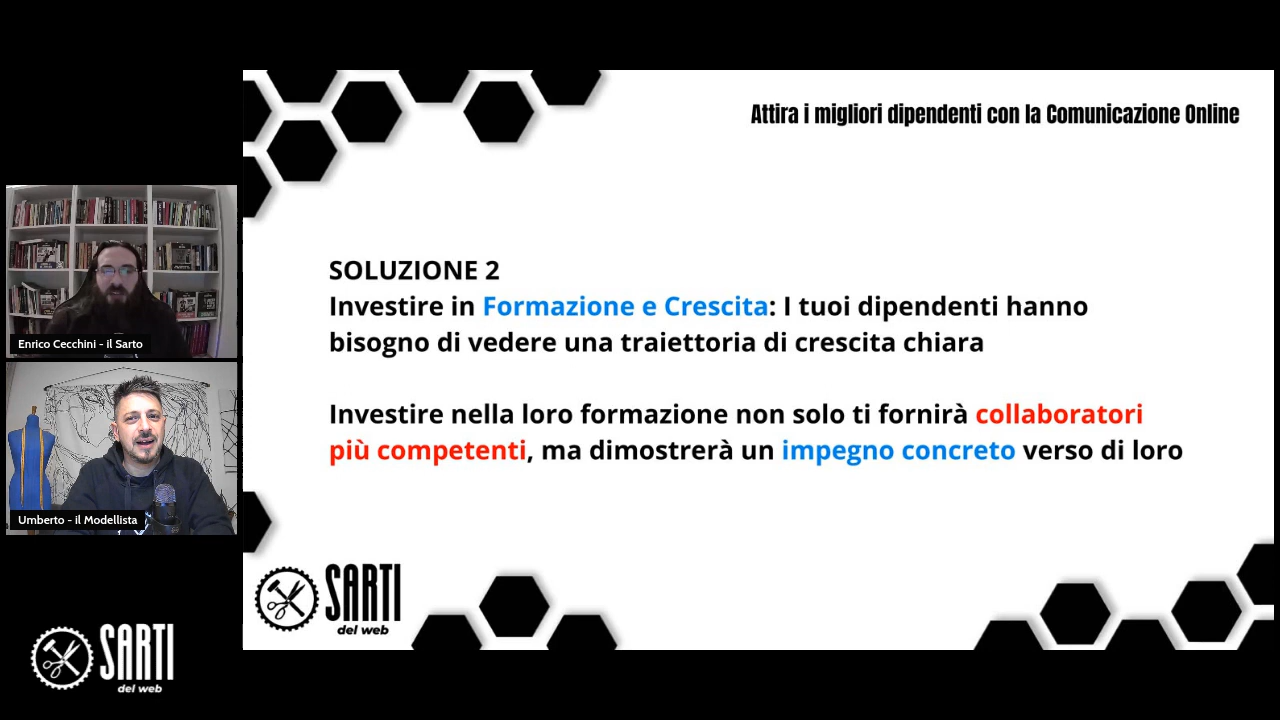 Attira i migliori dipendenti con la Comunicazione Online
SOLUZIONE 2
Investire in Formazione e Crescita: I tuoi dipendenti hanno
bisogno di vedere una traiettoria di crescita chiara
Investire nella loro formazione non solo ti fornirà collaboratori
più competenti, ma dimostrerà un impegno concreto verso di loro
Enrico Cecchini - il Sarto
Umberto - il Modellista
SARTI
del web
SARTI
del web